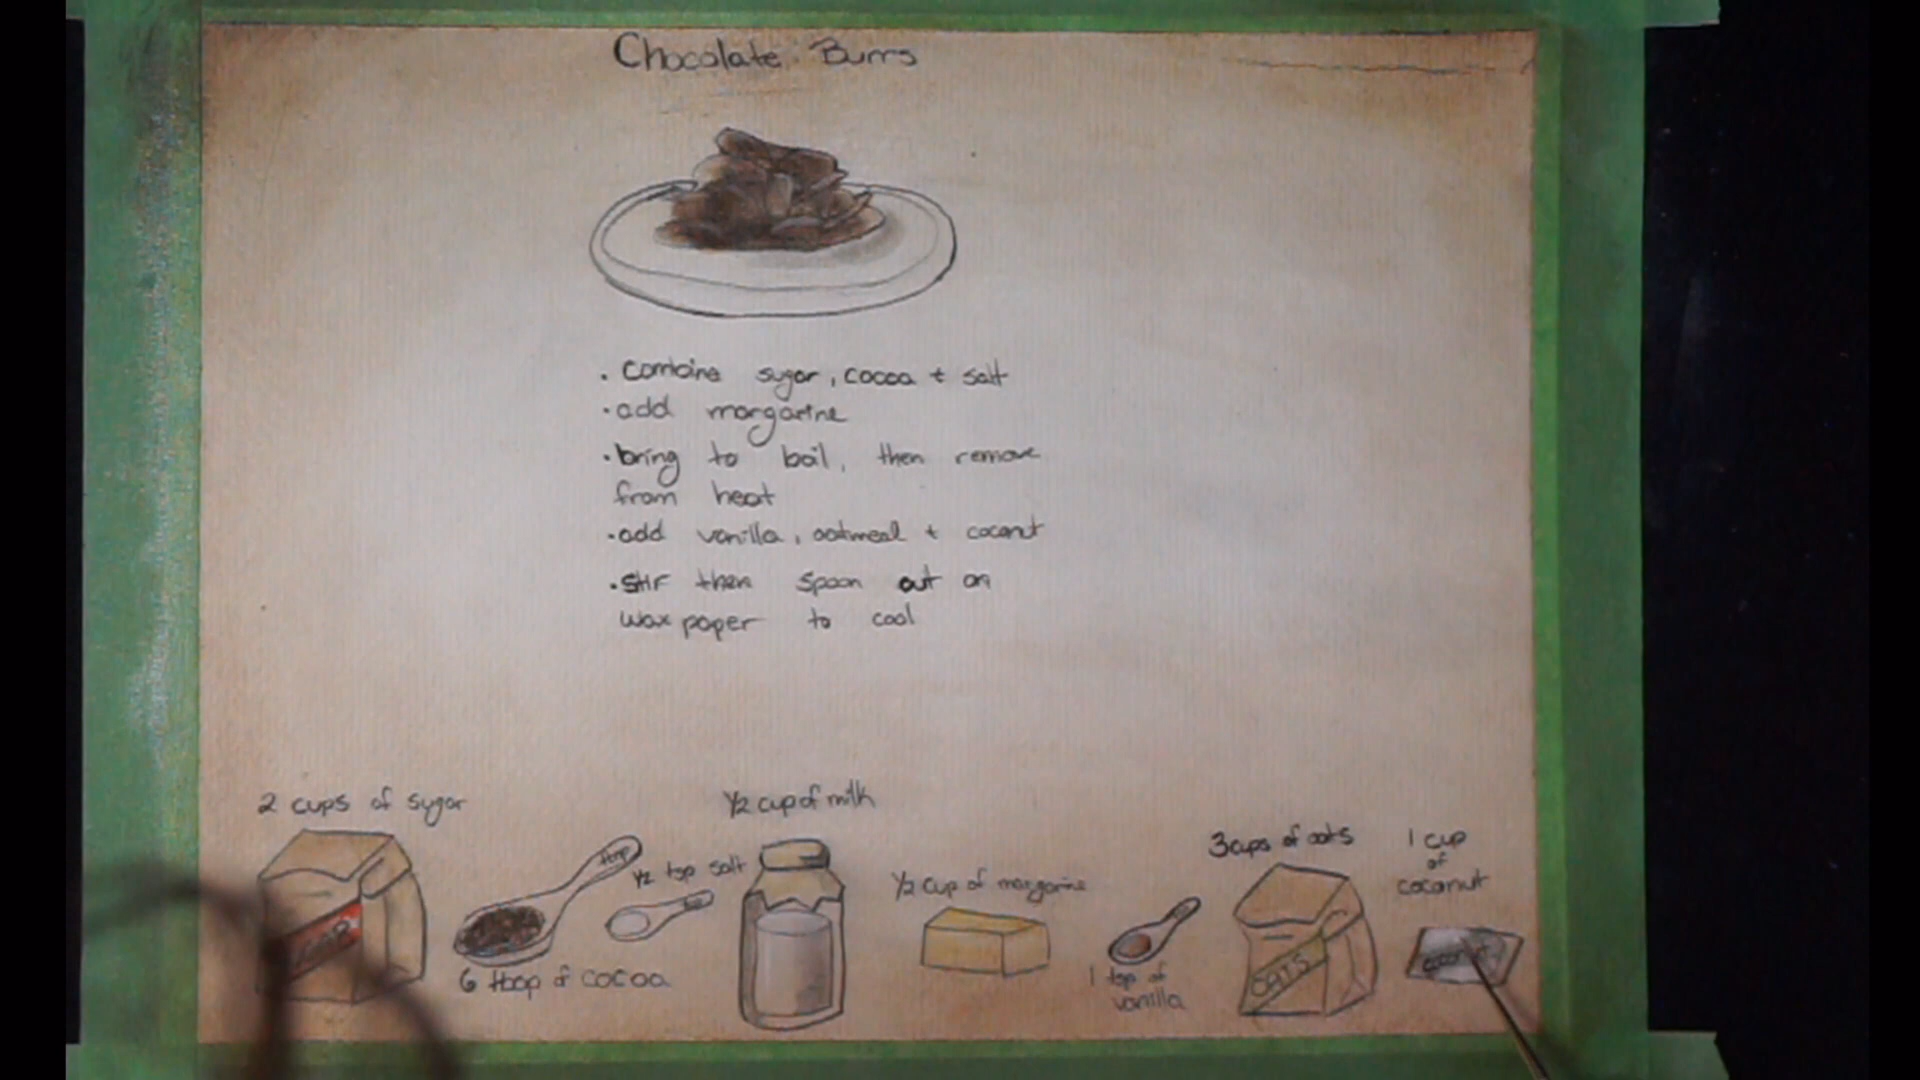 Chocolate Burrs
· combine sugar, cocoa + salt
· add margarine
· bring to boil, then remove
from heat
· add vanilla, oatmeal + coconut
· stir then spoon out on
wax paper to cool
2 cups of sugar
6 tbsp of cocoa
tbsp
1/2 tsp salt
1/2 cup of milk
1/2 cup of margarine
1 tsp of
vanilla
3 cups of oats
OATS
1 cup
of
coconut